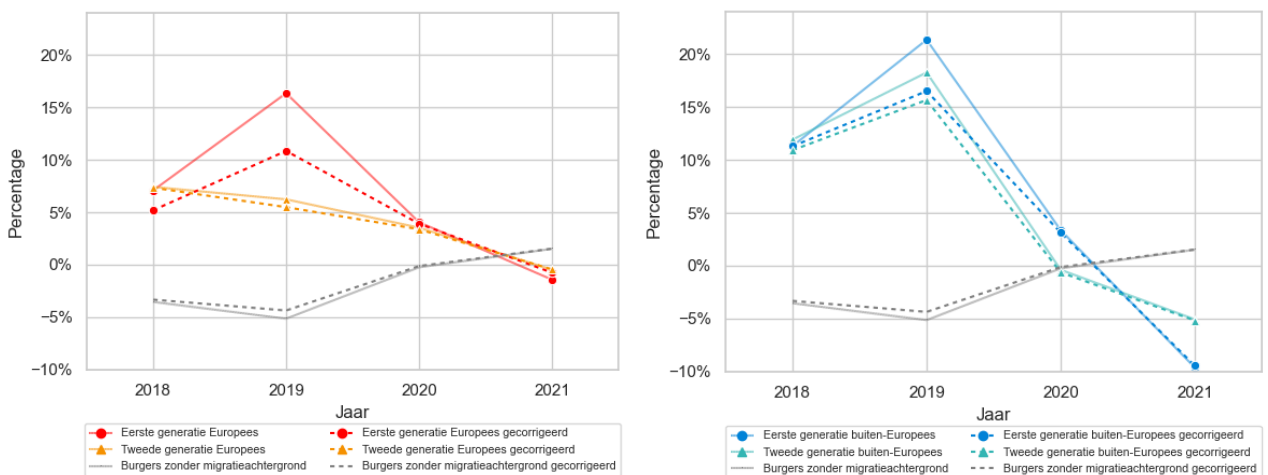 Percentage
20%
15%
10%
5%
0%
−5%
−10%
2018 2019 2020 2021
Jaar
Eerste generatie Europees Eerste generatie Europees gecorrigeerd
Tweede generatie Europees Tweede generatie Europees gecorrigeerd
Burgers zonder migratieachtergrond Burgers zonder migratieachtergrond gecorrigeerd
Percentage
20%
15%
10%
5%
0%
−5%
−10%
2018 2019 2020 2021
Jaar
Eerste generatie buiten-Europees Eerste generatie buiten-Europees gecorrigeerd
Tweede generatie buiten-Europees Tweede generatie buiten-Europees gecorrigeerd
Burgers zonder migratieachtergrond Burgers zonder migratieachtergrond gecorrigeerd